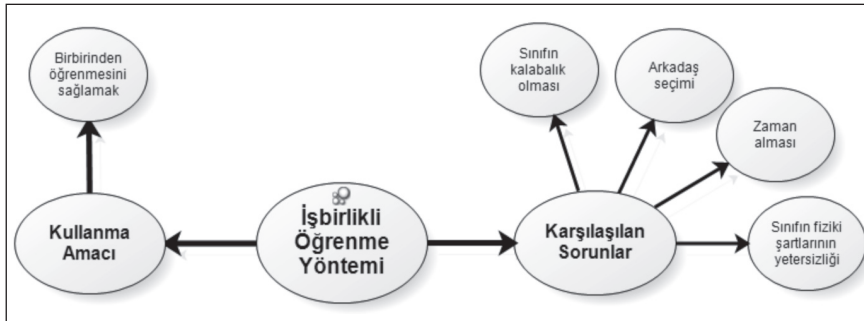 Birbirinden
öğrenmesini
sağlamak
Kullanma
Amacı
İşbirlikli
Öğrenme
Yöntemi
Karşılaşılan
Sorunlar
Sınıfın
kalabalık
olması
Arkadaş
seçimi
Zaman
alması
Sınıfın fiziki
şartlarının
yetersizliği